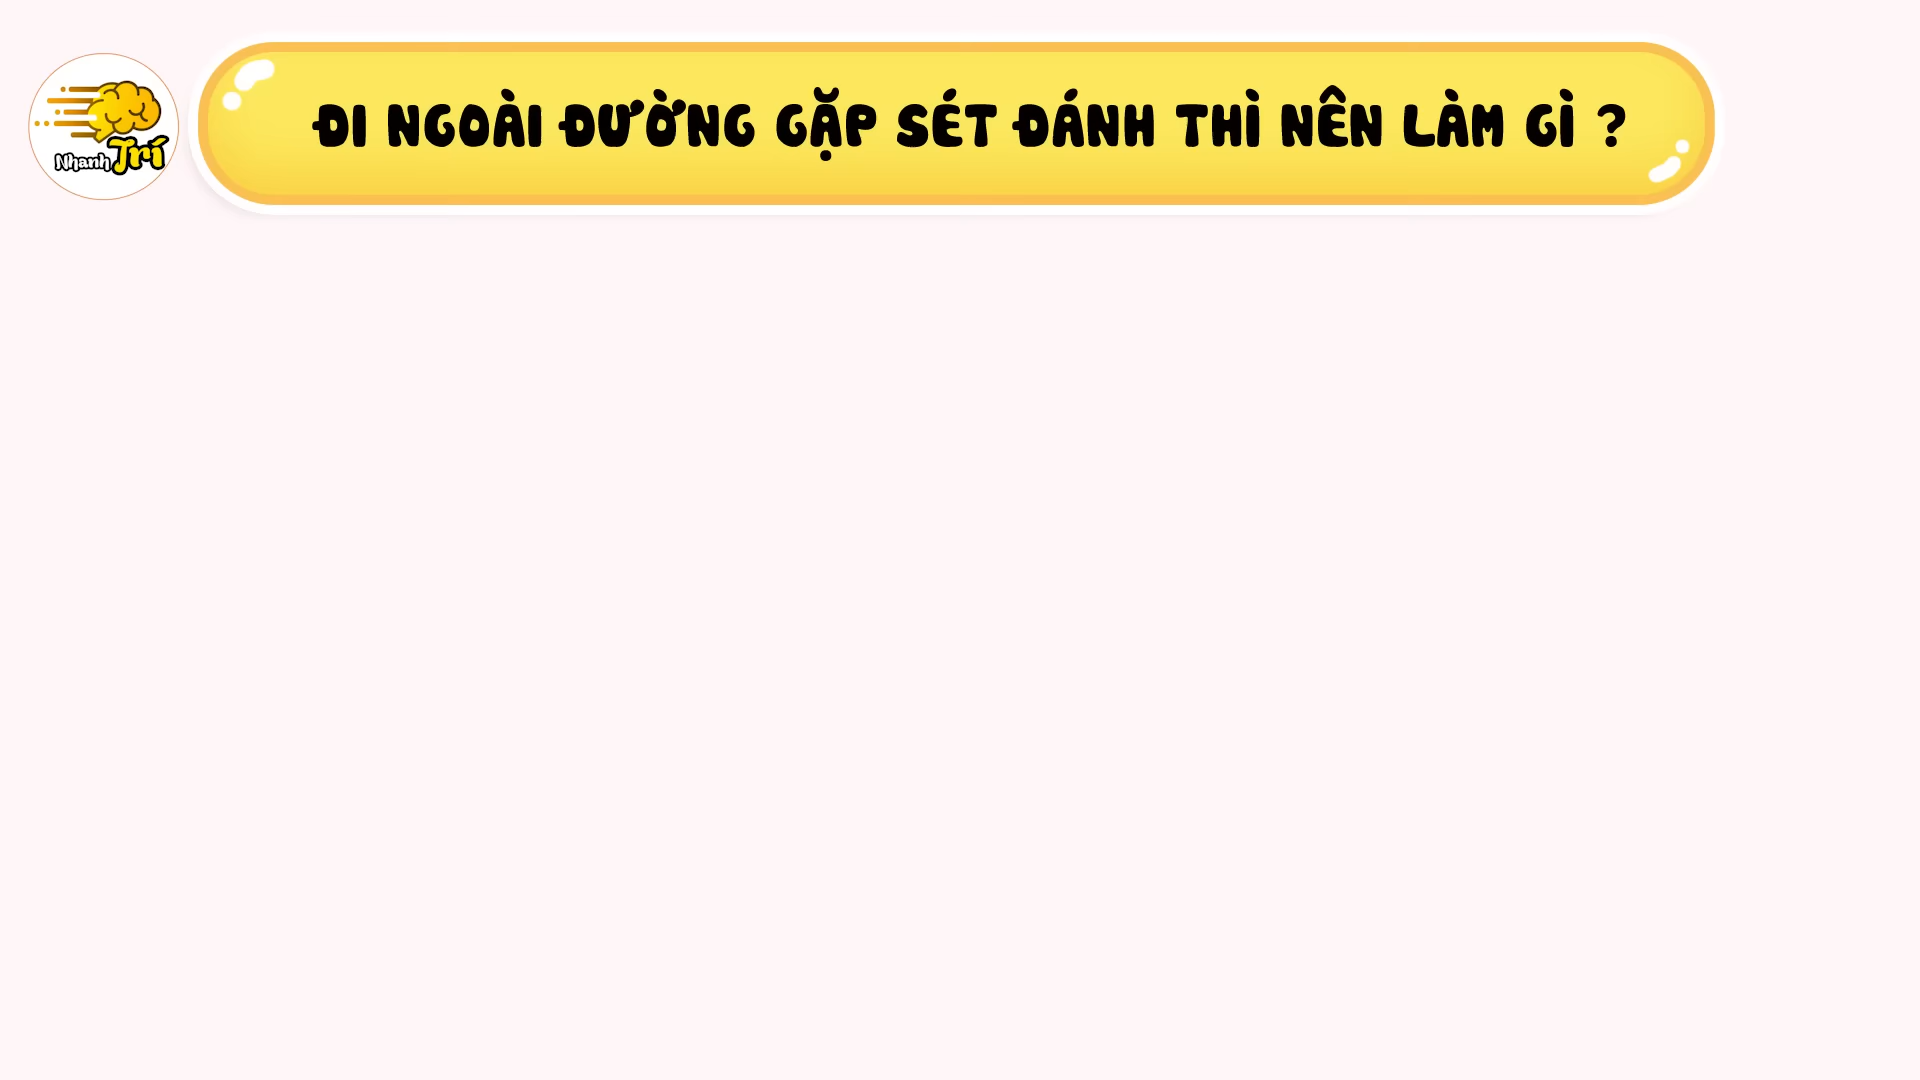 ĐI NGOÀI ĐƯỜNG GẶP SÉT ĐÁNH THÌ NÊN LÀM GÌ ?
Nhanh Trí